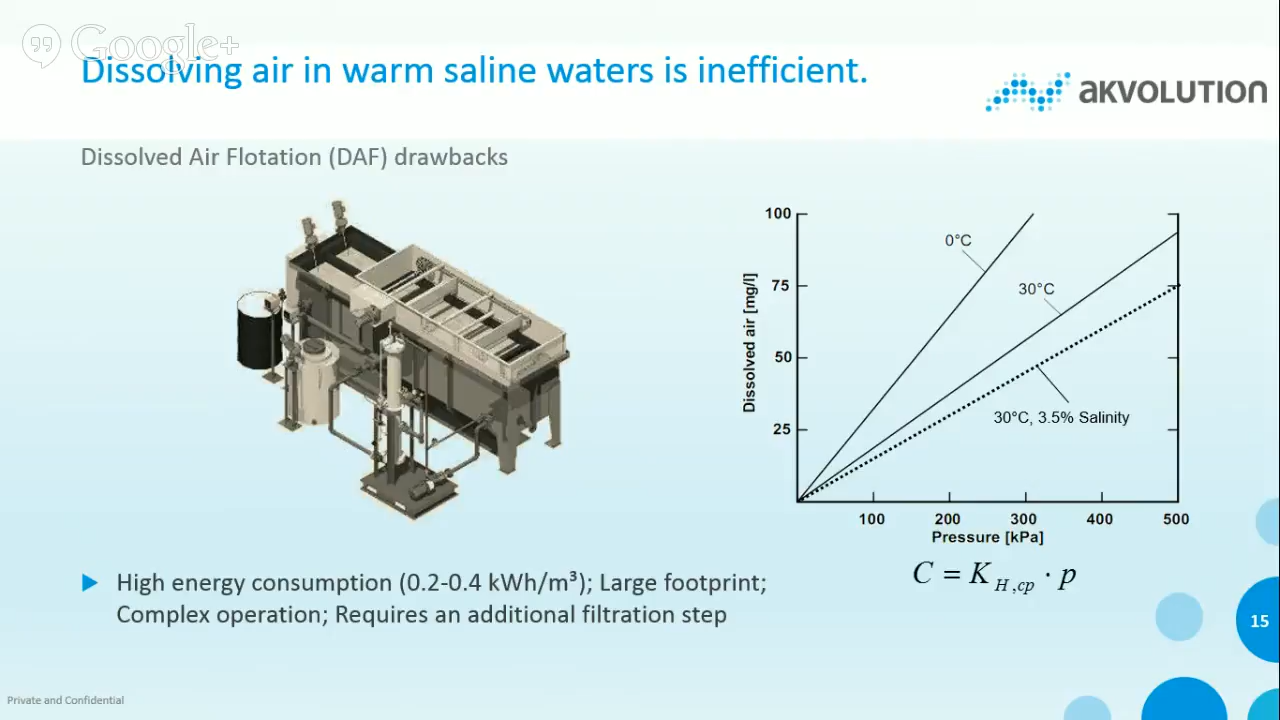 Google+
Dissolving air in warm saline waters is inefficient.
AKVOLUTION
Dissolved Air Flotation (DAF) drawbacks
100
75
50
25
Dissolved air [mg/l]
0°C
30°C
30°C, 3.5% Salinity
100 200 300 400 500
Pressure [kPa]
C = K H,cp · p
High energy consumption (0.2-0.4 kWh/m³); Large footprint;
Complex operation; Requires an additional filtration step
15
Private and Confidential